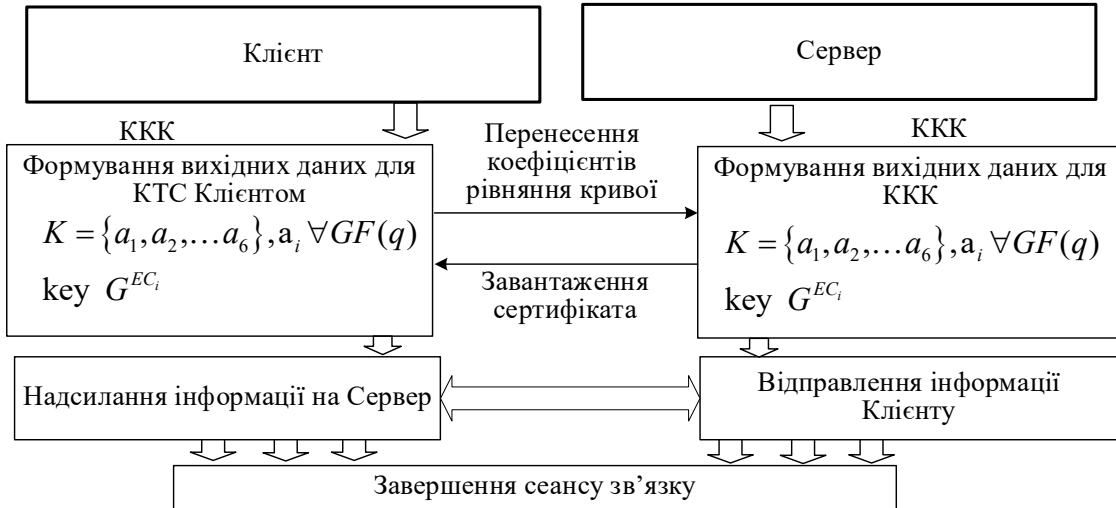 Клієнт
Сервер
ККК
Формування вихідних даних для
КТС Клієнтом
K = {a₁, a₂, … a₆}, aᵢ ∀GF(q)
key G^{EC_i}
Перенесення
коефіцієнтів
рівняння кривої
Завантаження
сертифіката
ККК
Формування вихідних даних для
ККК
K = {a₁, a₂, … a₆}, aᵢ ∀GF(q)
key G^{EC_i}
Надсилання інформації на Сервер
Відправлення інформації
Клієнту
Завершення сеансу зв’язку